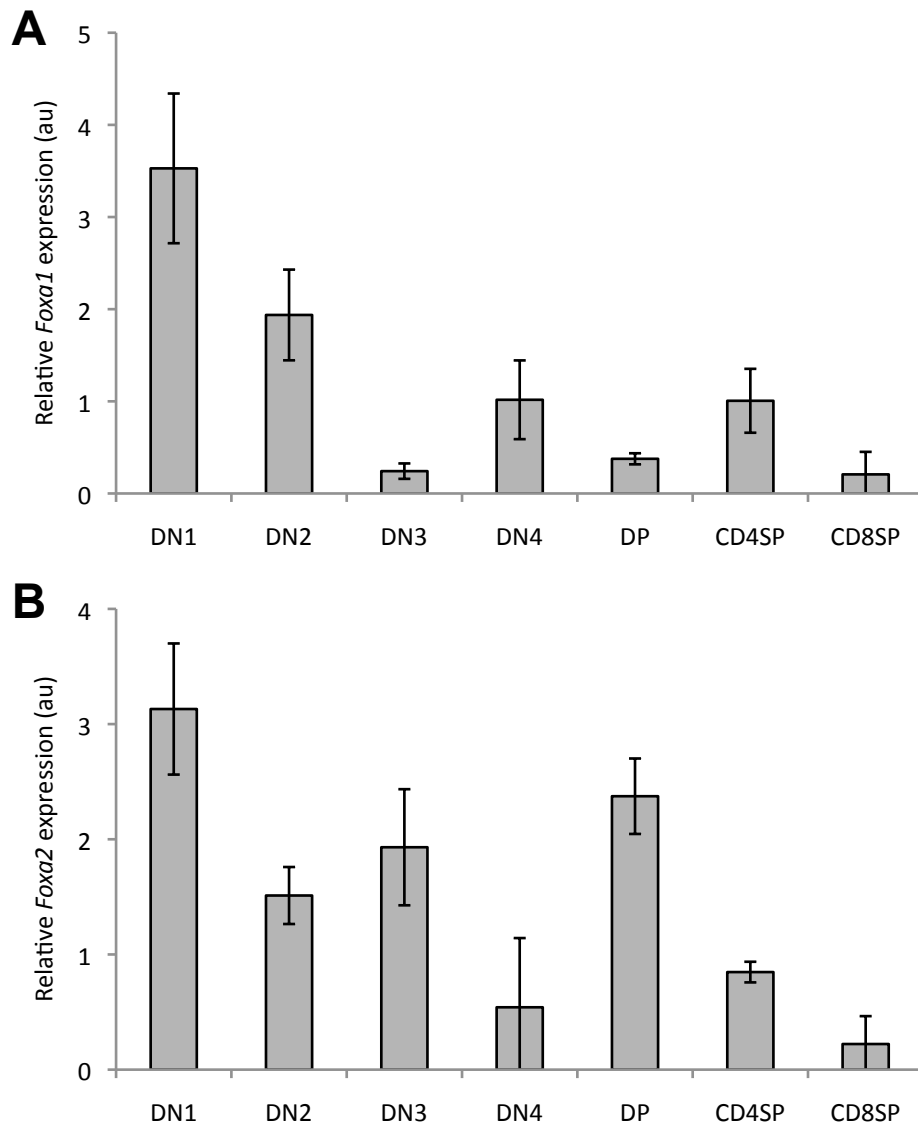 A
Relative Foxa1 expression (au)
5
4
3
2
1
0
DN1 DN2 DN3 DN4 DP CD4SP CD8SP
B
Relative Foxa2 expression (au)
4
3
2
1
0
DN1 DN2 DN3 DN4 DP CD4SP CD8SP